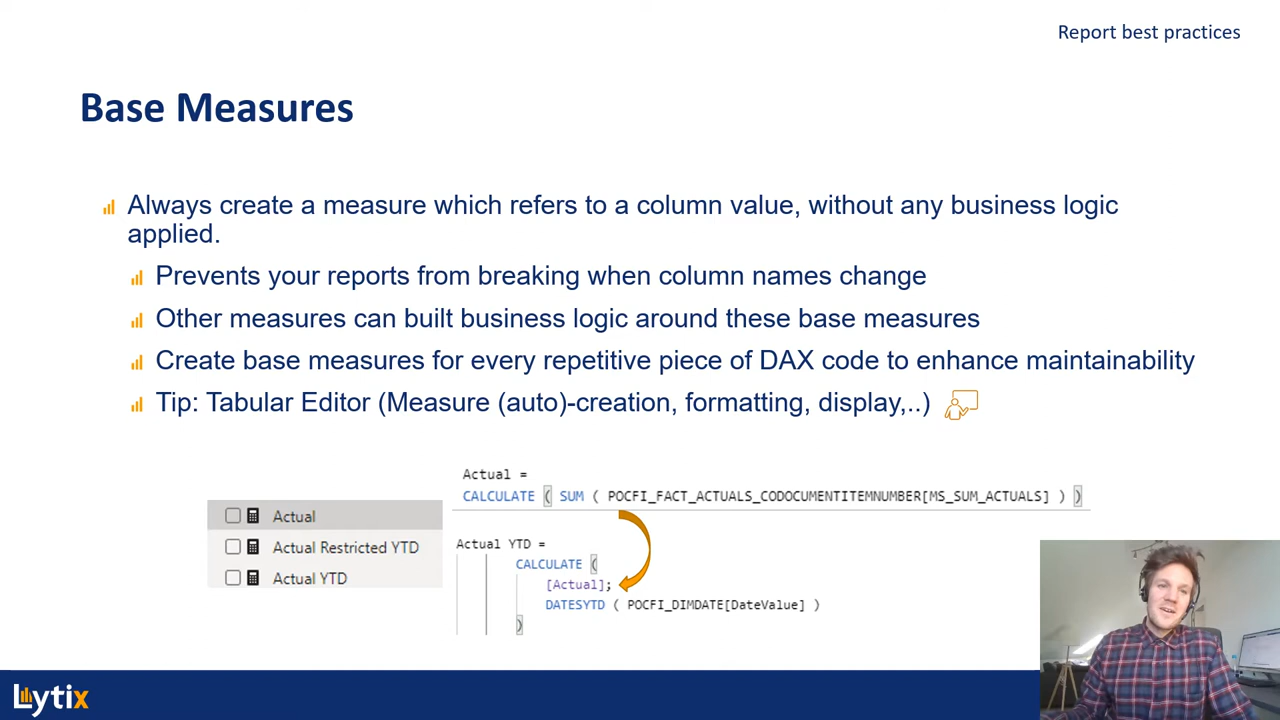 Report best practices
Base Measures
Always create a measure which refers to a column value, without any business logic
applied.
Prevents your reports from breaking when column names change
Other measures can built business logic around these base measures
Create base measures for every repetitive piece of DAX code to enhance maintainability
Tip: Tabular Editor (Measure (auto)-creation, formatting, display,..)
Actual =
CALCULATE ( SUM ( POCFI_FACT_ACTUALS_CODOCUMENTITEMNUMBER[MS_SUM_ACTUALS] ) )
Actual
Actual Restricted YTD
Actual YTD
Actual YTD =
CALCULATE (
[Actual];
DATESYTD ( POCFI_DIMDATE[DateValue] )
)
Lytix